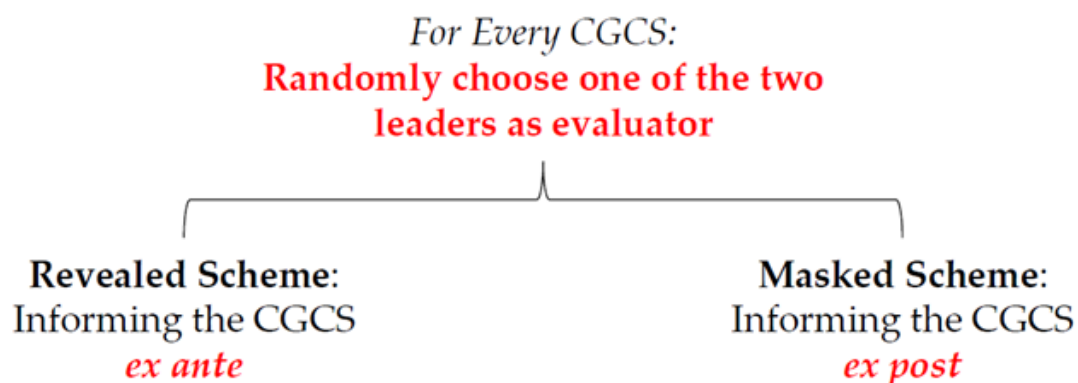 For Every CGCS:
Randomly choose one of the two
leaders as evaluator
Revealed Scheme:
Informing the CGCS
ex ante
Masked Scheme:
Informing the CGCS
ex post